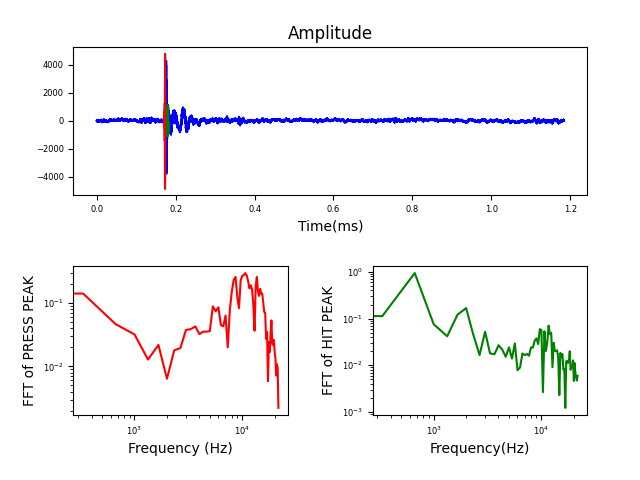 Amplitude
4000
2000
0
−2000
−4000
0.0 0.2 0.4 0.6 0.8 1.0 1.2
Time(ms)
FFT of PRESS PEAK
10⁻¹
10⁻²
10³ 10⁴
Frequency (Hz)
FFT of HIT PEAK
10⁰
10⁻¹
10⁻²
10⁻³
10³ 10⁴
Frequency(Hz)